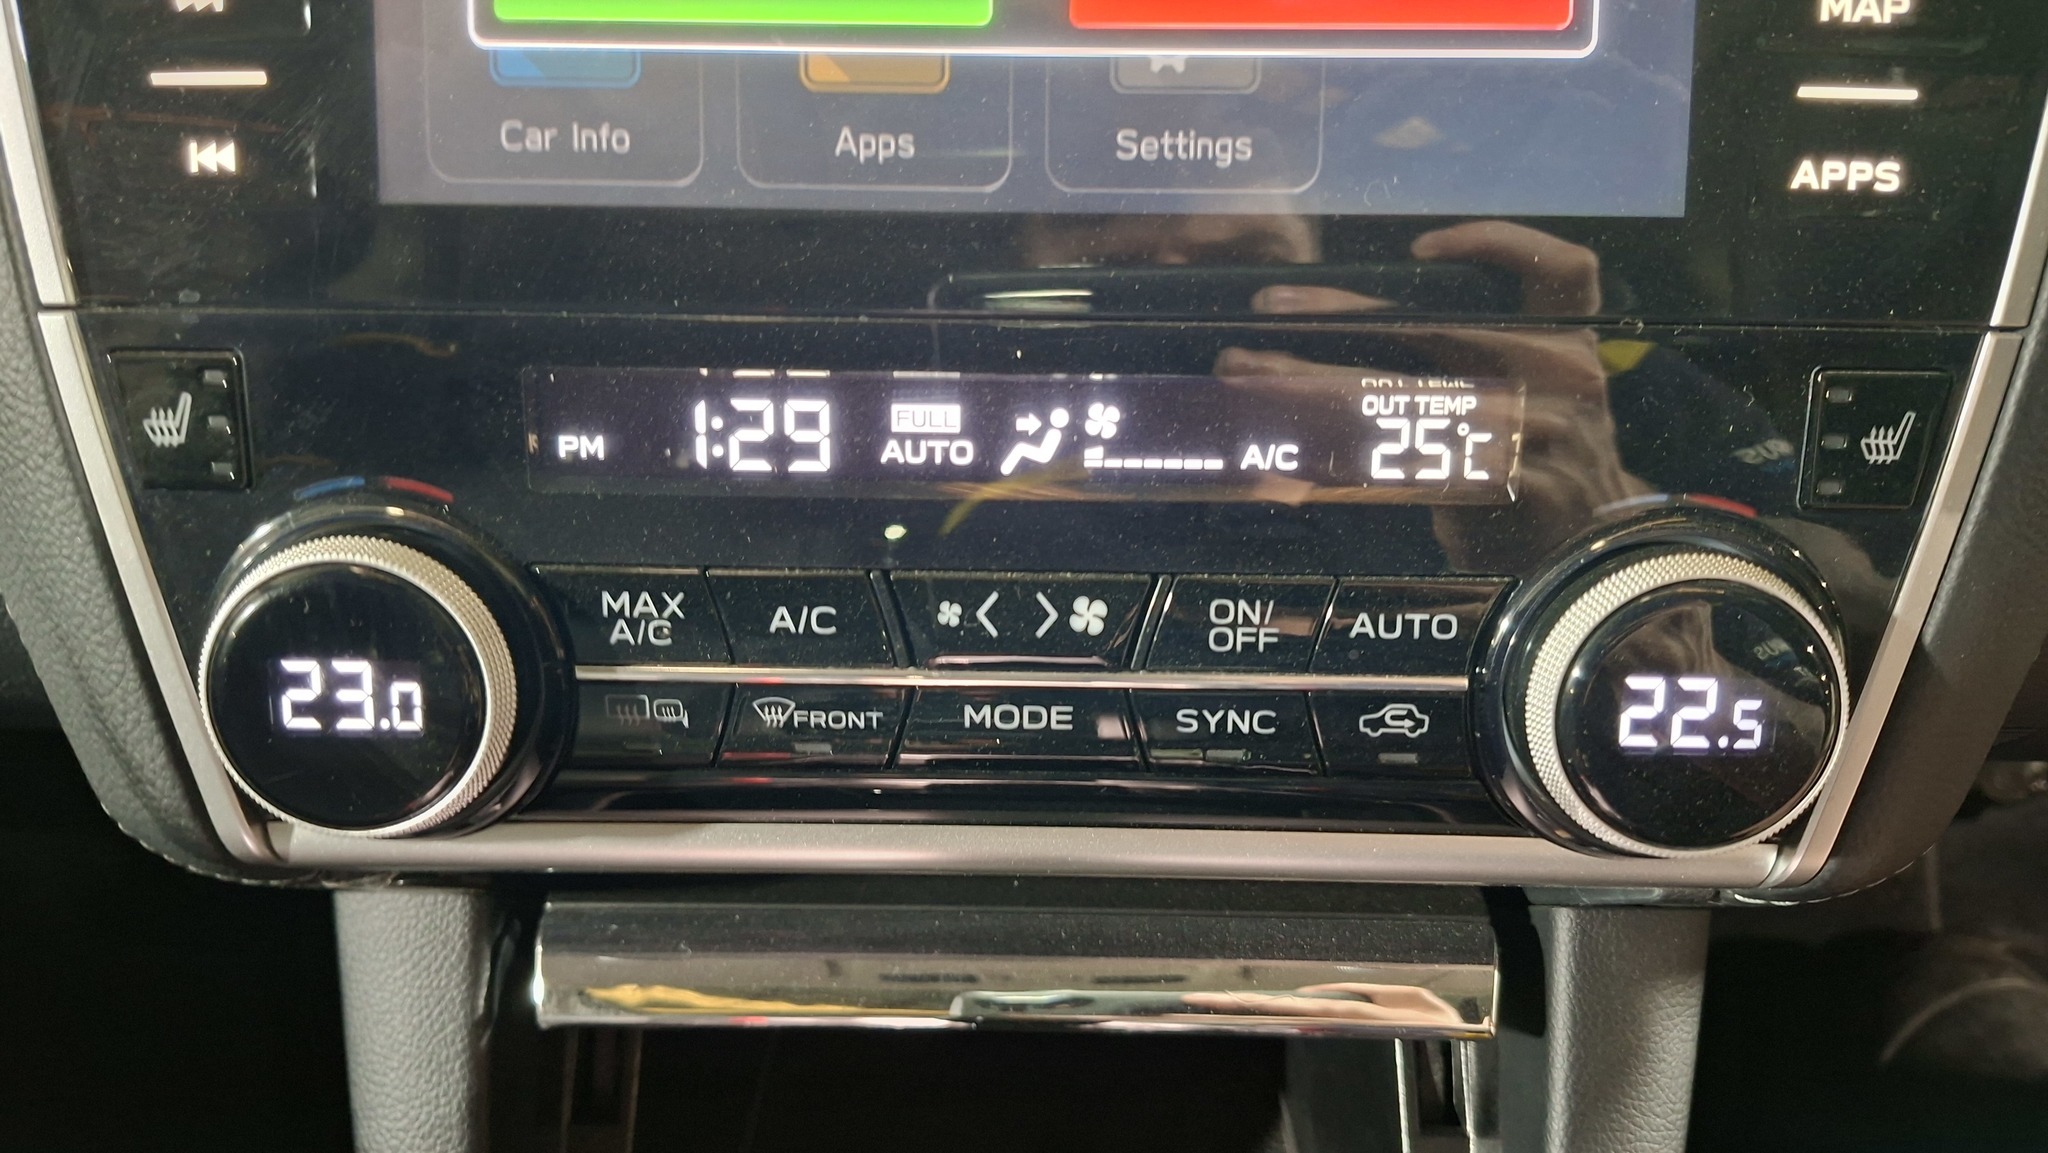 MAP
Car Info
Apps
Settings
APPS
PM 1:29
FULL
AUTO
A/C
OUT TEMP
25°C
MAX
A/C
A/C
ON/
OFF
AUTO
23.0
22.5
FRONT
MODE
SYNC